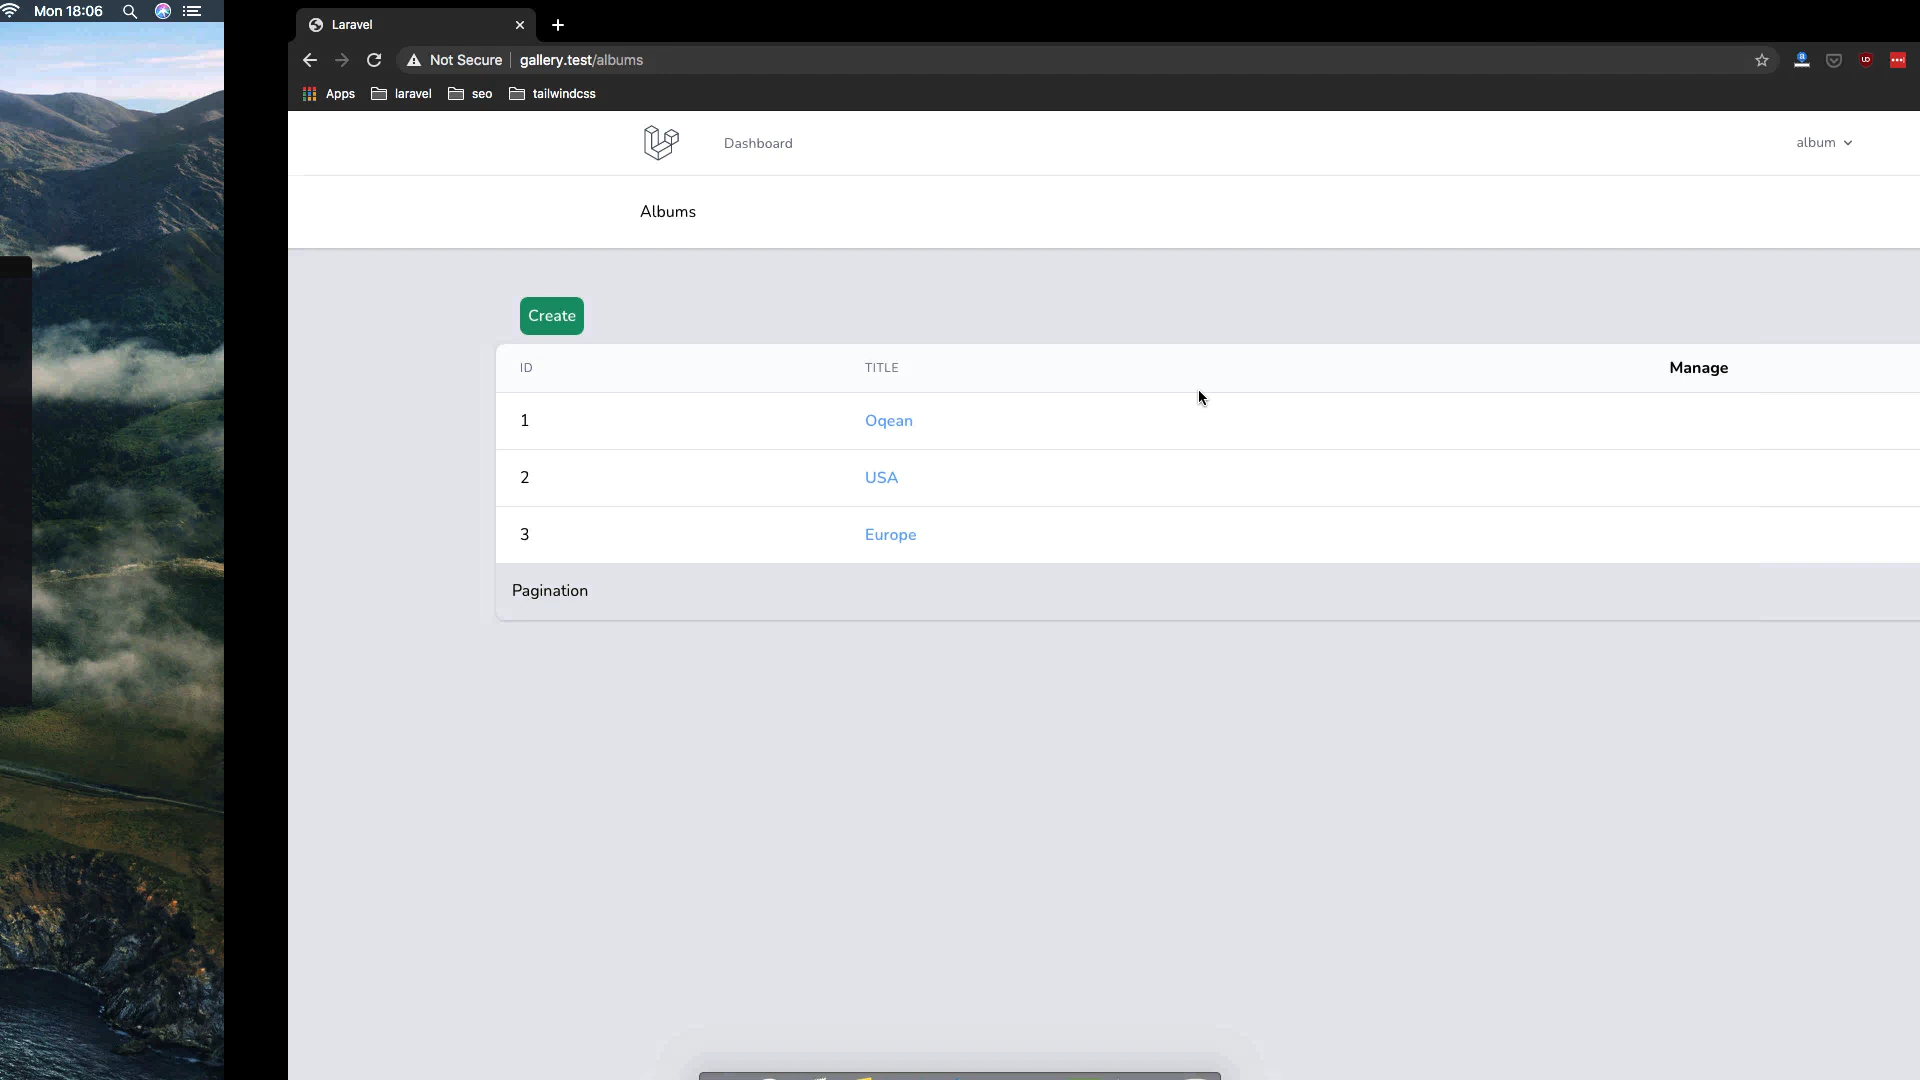 Mon 18:06
Laravel
Not Secure gallery.test/albums
Apps laravel seo tailwindcss
Dashboard album
Albums
Create
ID TITLE Manage
1 Oqean
2 USA
3 Europe
Pagination